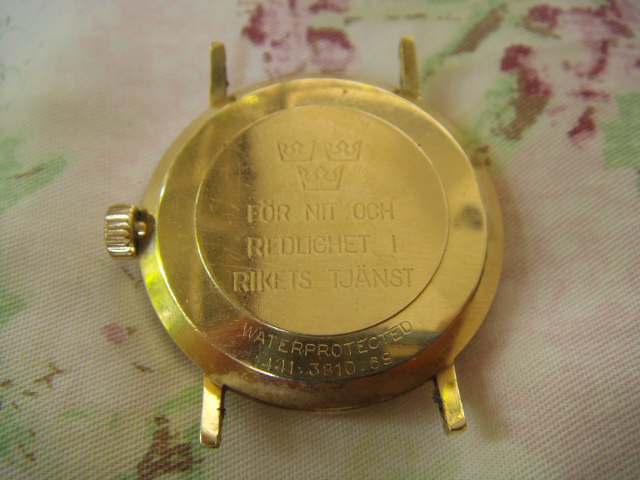 FÖR NIT OCH
REDLIGHET I
RIKETS TJÄNST
WATERPROTECTED